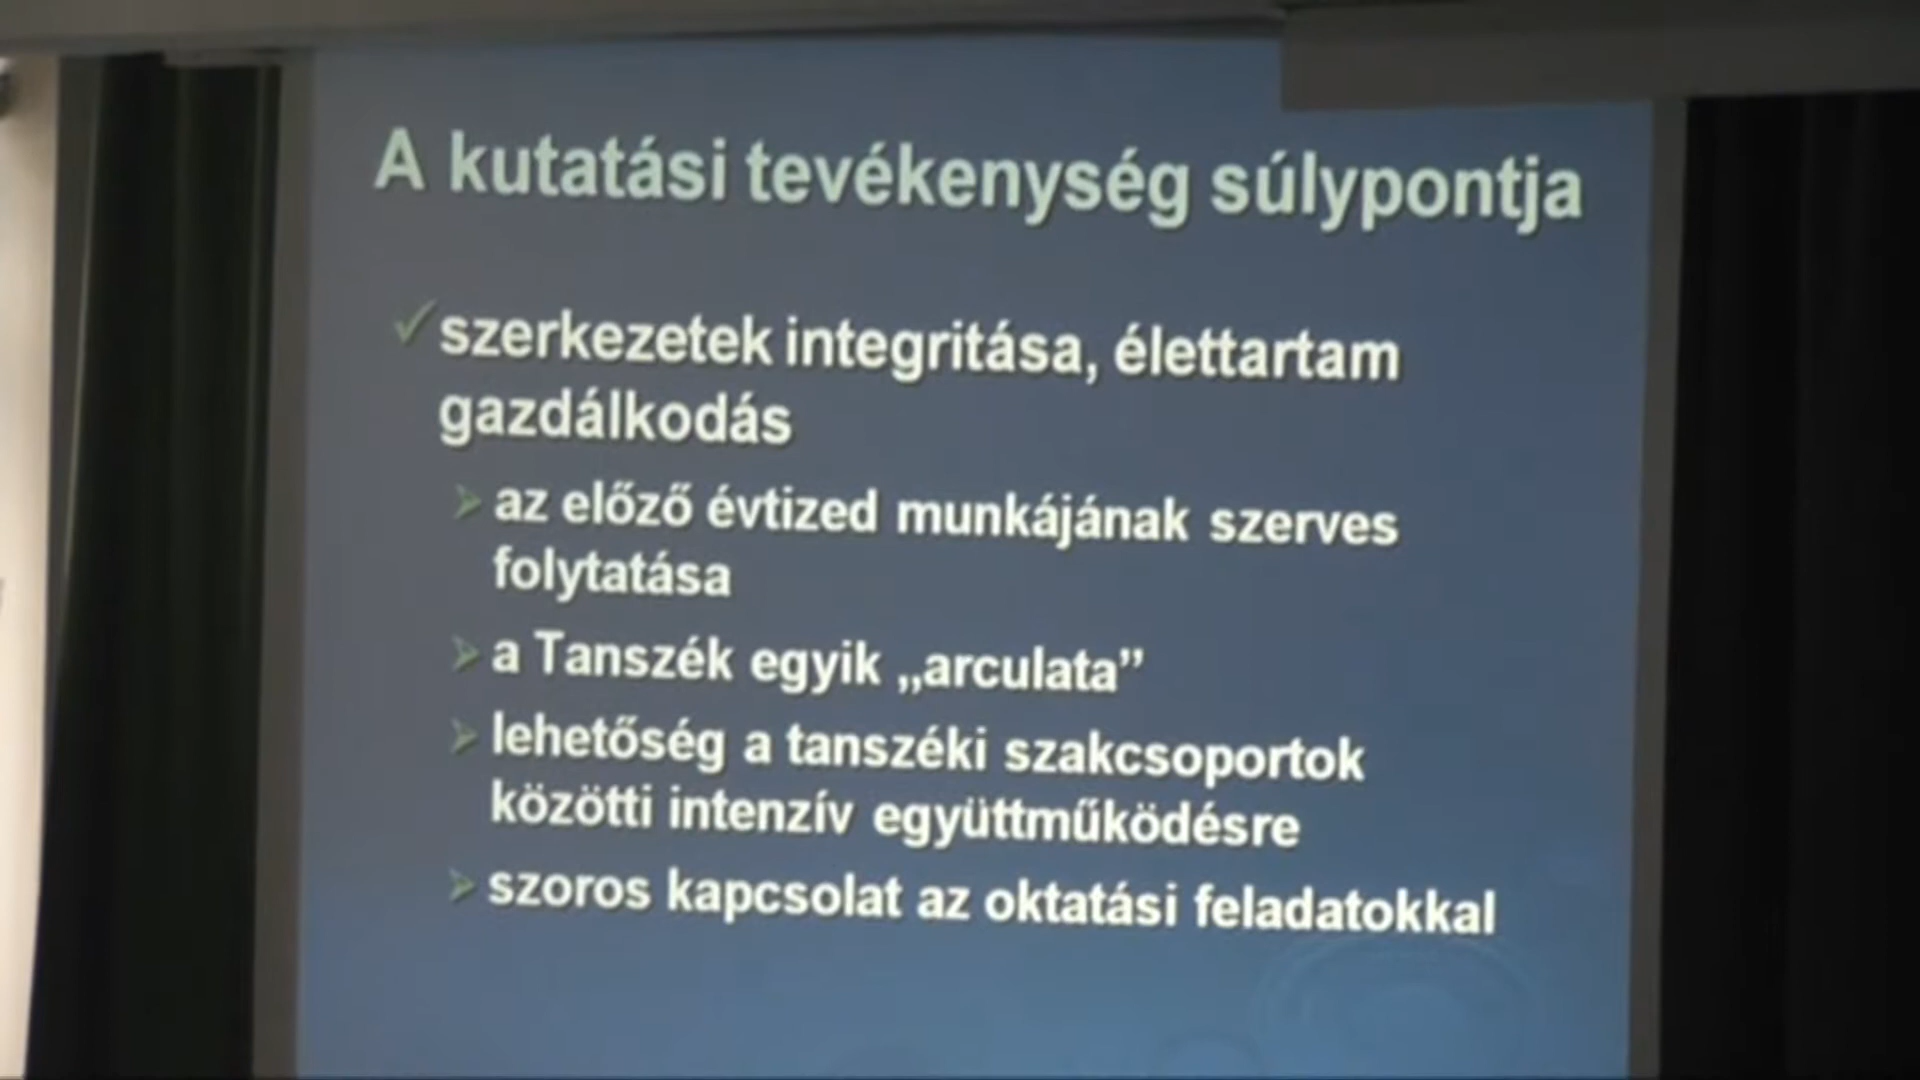 A kutatási tevékenység súlypontja
szerkezetek integritása, élettartam
gazdálkodás
az előző évtized munkájának szerves
folytatása
a Tanszék egyik „arculata”
lehetőség a tanszéki szakcsoportok
közötti intenzív együttműködésre
szoros kapcsolat az oktatási feladatokkal